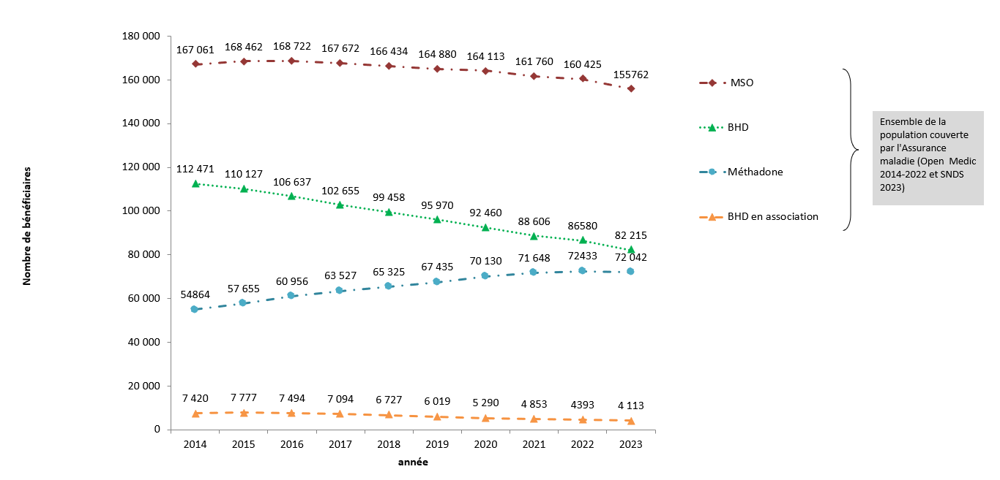 180 000
160 000
140 000
120 000
100 000
80 000
60 000
40 000
20 000
0
Nombre de bénéficiaires
167 061 168 462 168 722 167 672 166 434 164 880 164 113 161 760 160 425 155762
112 471 110 127 106 637 102 655 99 458 95 970 92 460 88 606 86580 82 215
54864 57 655 60 956 63 527 65 325 67 435 70 130 71 648 72433 72 042
7 420 7 777 7 494 7 094 6 727 6 019 5 290 4 853 4393 4 113
2014 2015 2016 2017 2018 2019 2020 2021 2022 2023
année
MSO
BHD
Méthadone
BHD en association
Ensemble de la
population couverte
par l'Assurance
maladie (Open Medic
2014-2022 et SNDS
2023)